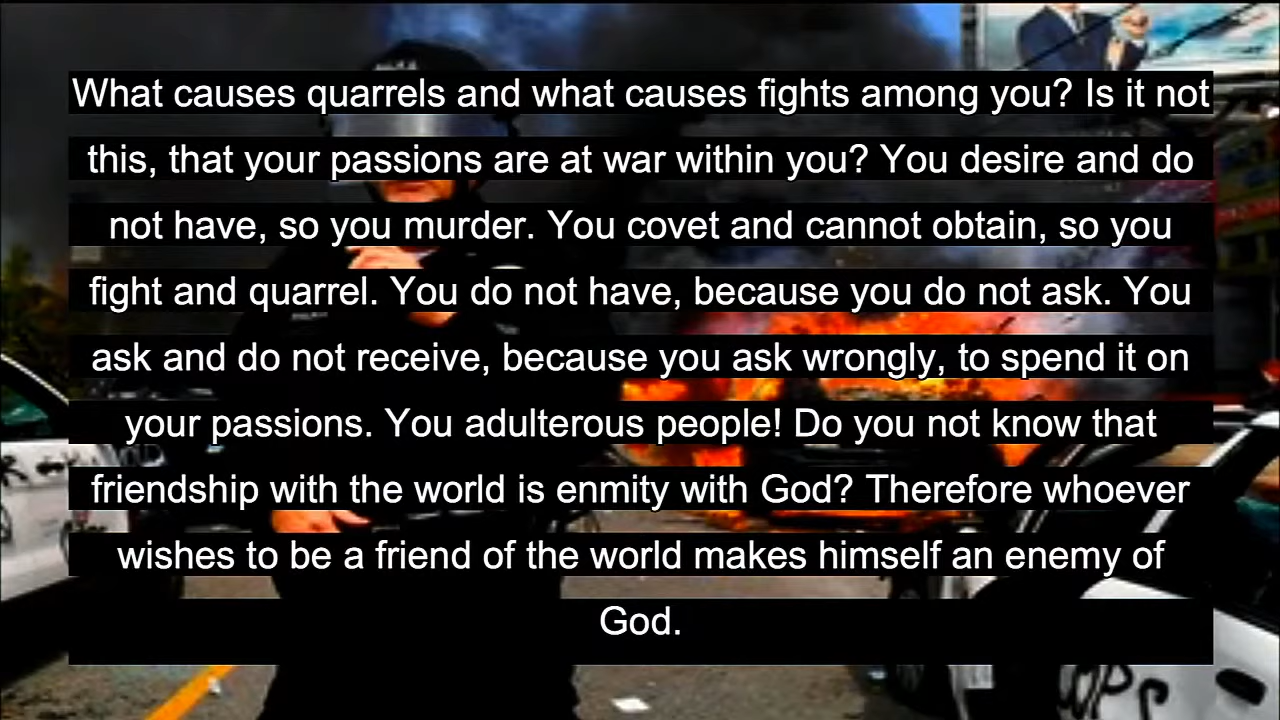 What causes quarrels and what causes fights among you? Is it not
this, that your passions are at war within you? You desire and do
not have, so you murder. You covet and cannot obtain, so you
fight and quarrel. You do not have, because you do not ask. You
ask and do not receive, because you ask wrongly, to spend it on
your passions. You adulterous people! Do you not know that
friendship with the world is enmity with God? Therefore whoever
wishes to be a friend of the world makes himself an enemy of
God.